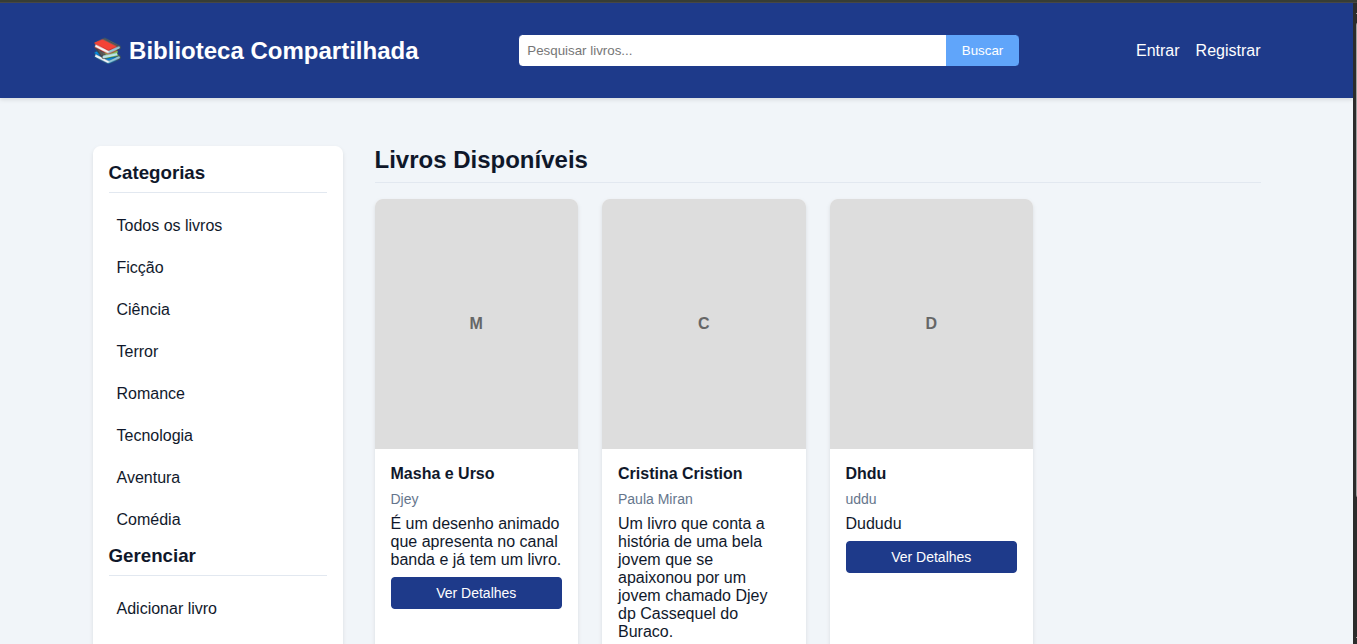 📚 Biblioteca Compartilhada
Pesquisar livros...
Buscar
Entrar
Registrar
Categorias
Todos os livros
Ficção
Ciência
Terror
Romance
Tecnologia
Aventura
Comédia
Gerenciar
Adicionar livro
Livros Disponíveis
M
Masha e Urso
Djey
É um desenho animado
que apresenta no canal
banda e já tem um livro.
Ver Detalhes
C
Cristina Cristion
Paula Miran
Um livro que conta a
história de uma bela
jovem que se
apaixonou por um
jovem chamado Djey
dp Cassequel do
Buraco.
D
Dhdu
uddu
Dududu
Ver Detalhes